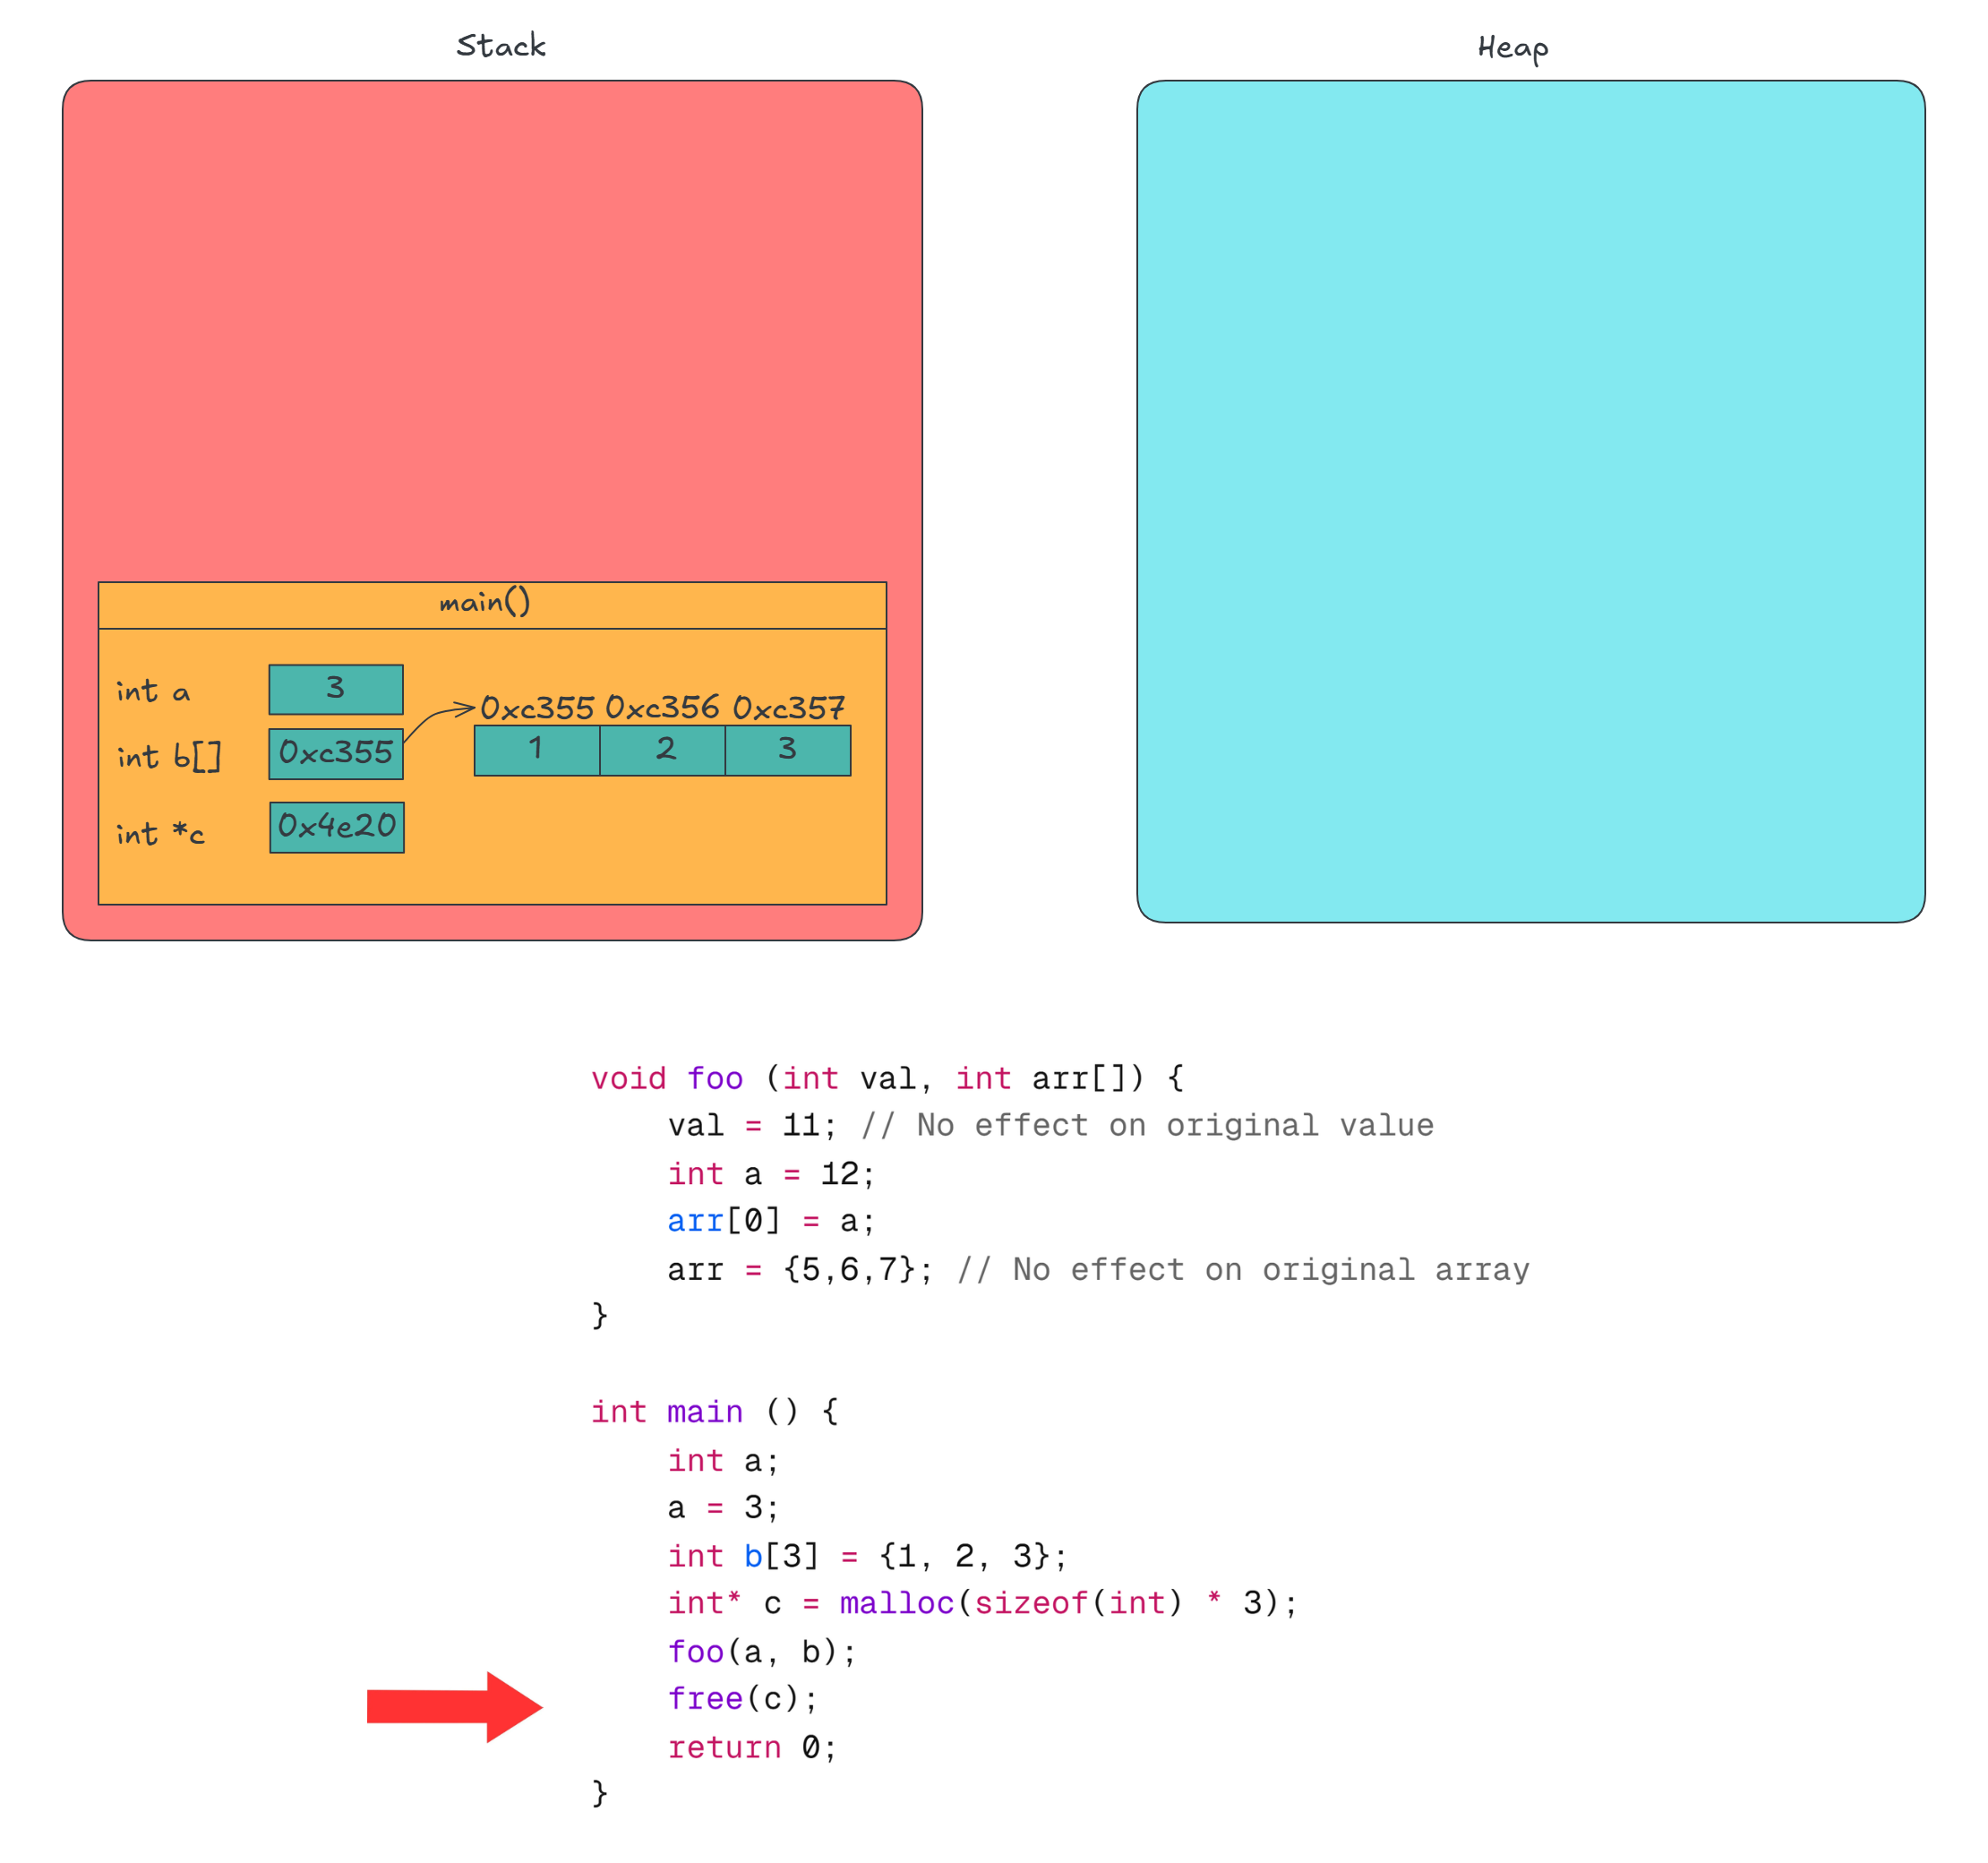 Stack
Heap
main()
int a
3
int b[]
0xc355
0xc355 0xc356 0xc357
1 2 3
int *c
0x4e20
void foo (int val, int arr[]) {
    val = 11; // No effect on original value
    int a = 12;
    arr[0] = a;
    arr = {5,6,7}; // No effect on original array
}
int main () {
    int a;
    a = 3;
    int b[3] = {1, 2, 3};
    int* c = malloc(sizeof(int) * 3);
    foo(a, b);
    free(c);
    return 0;
}